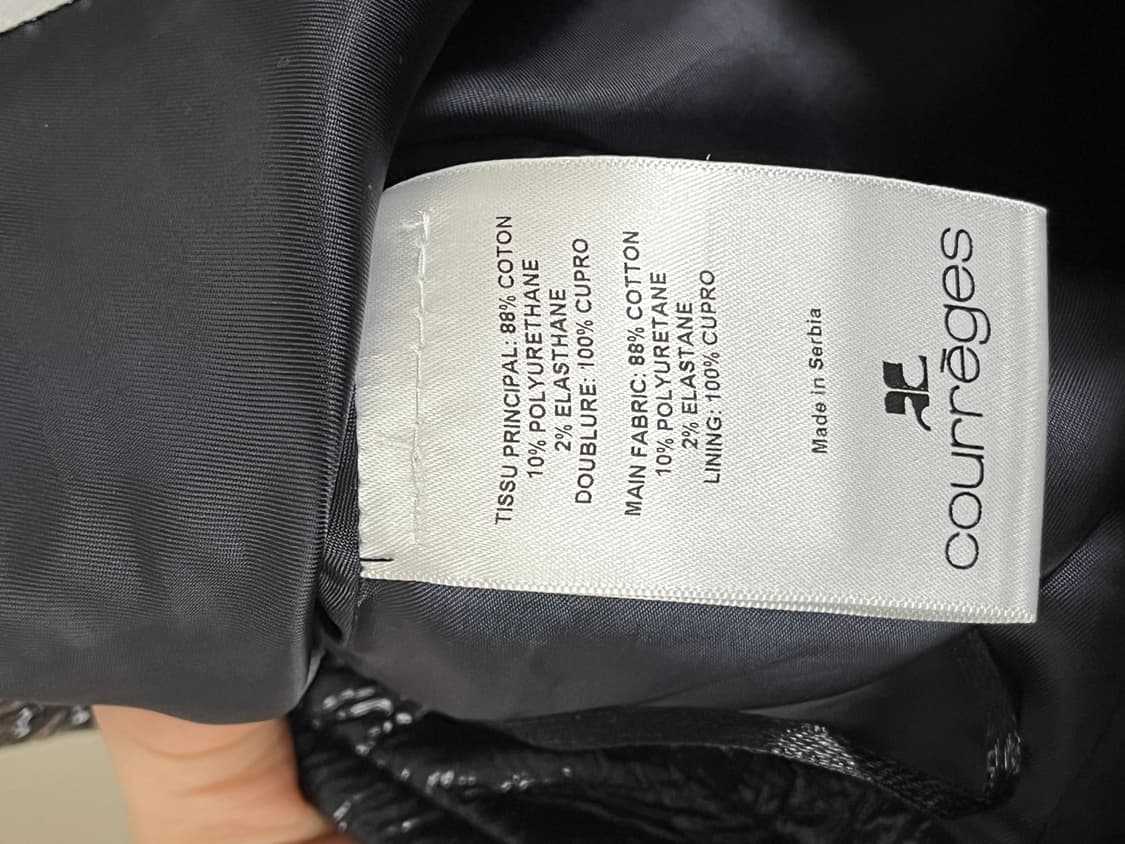 TISSU PRINCIPAL: 88% COTON
10% POLYURETHANE
2% ELASTHANE
DOUBLURE: 100% CUPRO
MAIN FABRIC: 88% COTTON
10% POLYURETANE
2% ELASTANE
LINING: 100% CUPRO
Made in Serbia
courrèges